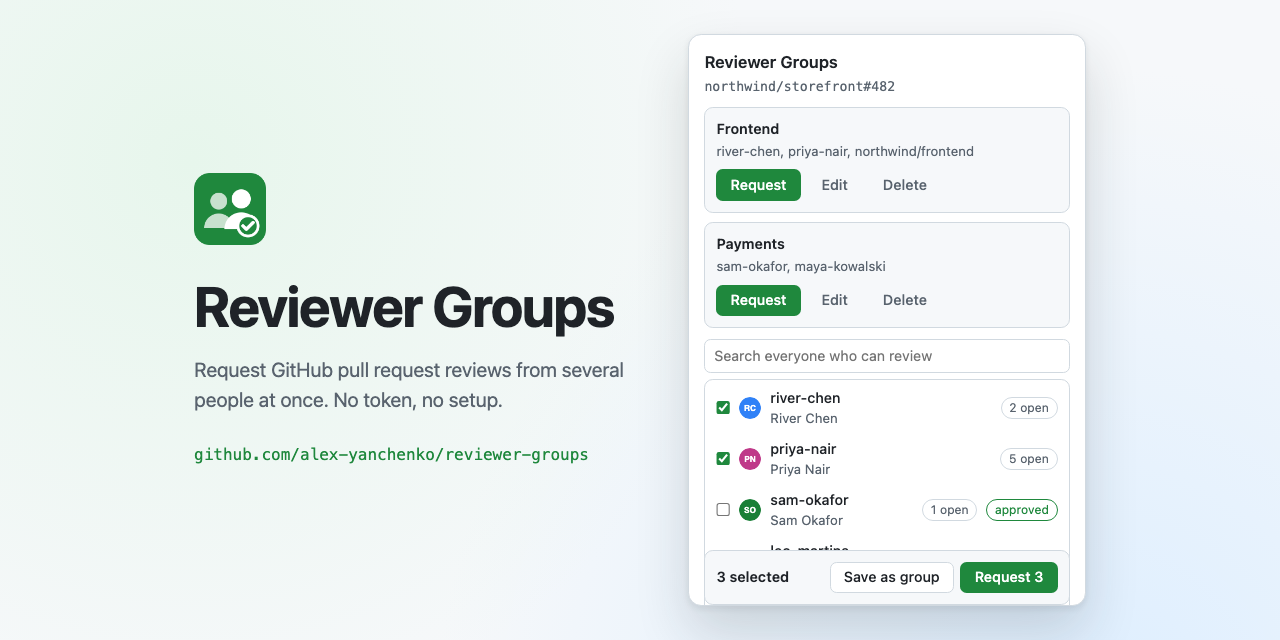 Reviewer Groups
Request GitHub pull request reviews from several
people at once. No token, no setup.
github.com/alex-yanchenko/reviewer-groups
Reviewer Groups
northwind/storefront#482
Frontend
river-chen, priya-nair, northwind/frontend
Request Edit Delete
Payments
sam-okafor, maya-kowalski
Request Edit Delete
Search everyone who can review
RC river-chen 2 open
River Chen
PN priya-nair 5 open
Priya Nair
SO sam-okafor 1 open approved
Sam Okafor
3 selected Save as group Request 3